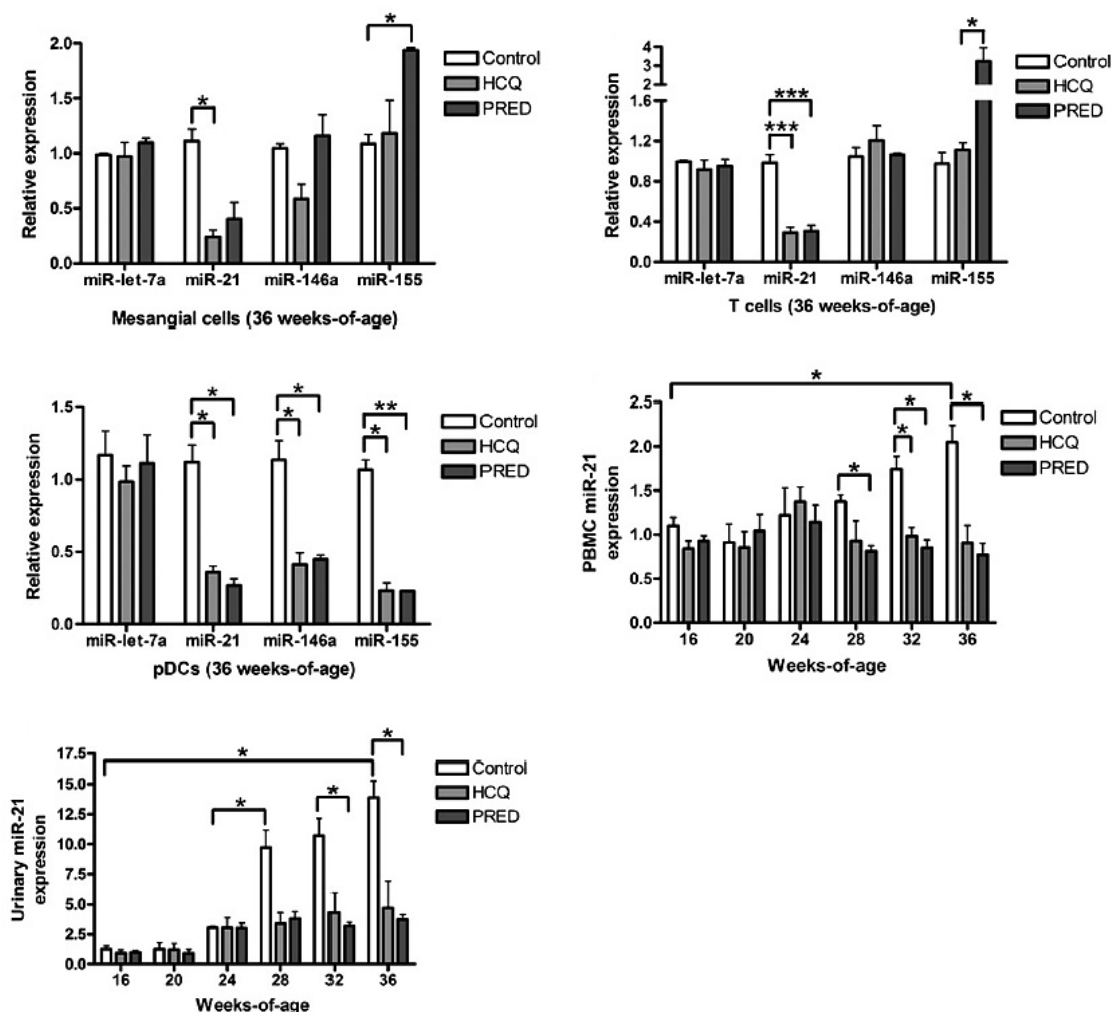 *
2.0
1.5
1.0
0.5
0.0
Relative expression
*
Control
HCQ
PRED
miR-let-7a miR-21 miR-146a miR-155
Mesangial cells (36 weeks-of-age)
*
4
3
2
1.6
1.2
0.8
0.4
0.0
Relative expression
***
***
Control
HCQ
PRED
miR-let-7a miR-21 miR-146a miR-155
T cells (36 weeks-of-age)
1.5
1.0
0.5
0.0
Relative expression
*
*
*
*
**
*
Control
HCQ
PRED
miR-let-7a miR-21 miR-146a miR-155
pDCs (36 weeks-of-age)
*
2.5
2.0
1.5
1.0
0.5
0.0
PBMC miR-21
expression
*
*
*
*
Control
HCQ
PRED
16 20 24 28 32 36
Weeks-of-age
*
*
17.5
15.0
12.5
10.0
7.5
5.0
2.5
0.0
Urinary miR-21
expression
*
*
Control
HCQ
PRED
16 20 24 28 32 36
Weeks-of-age